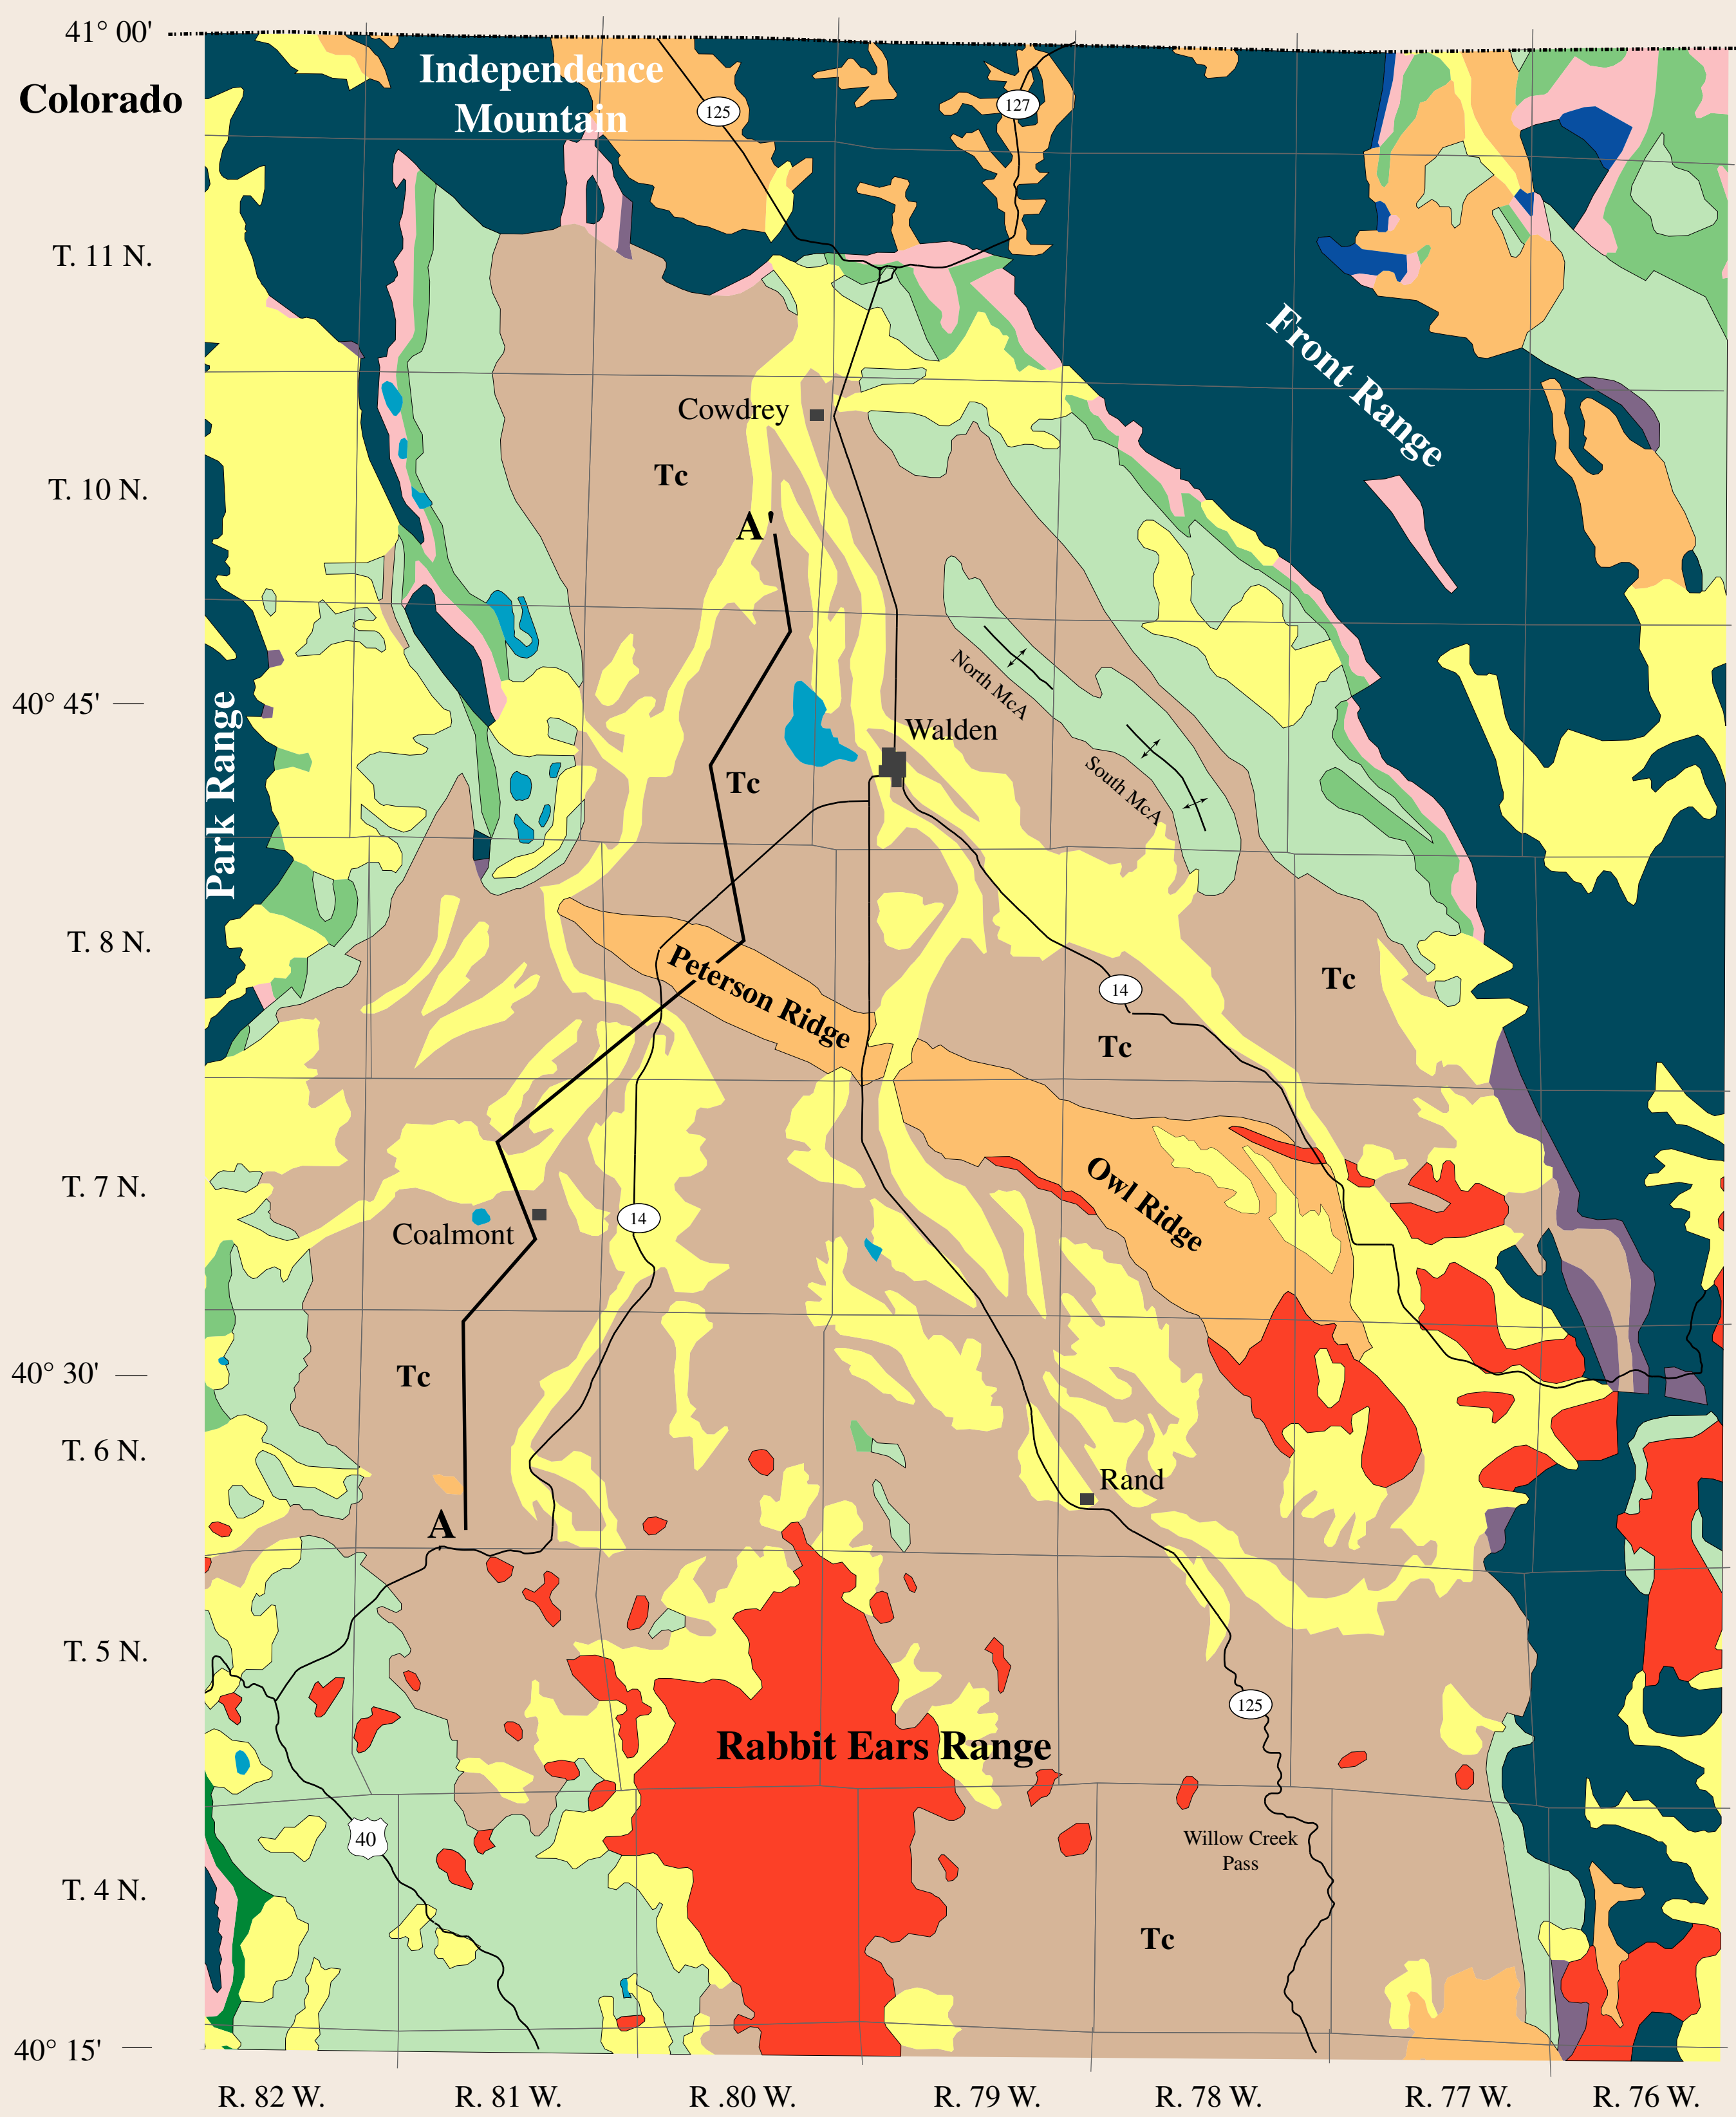 41° 00'
Colorado
Independence
Mountain
125
127
T. 11 N.
Front Range
Cowdrey
T. 10 N.
Tc
A'
40° 45'
Park Range
North McA
Walden
Tc
South McA
T. 8 N.
Peterson Ridge
Tc
14
Tc
T. 7 N.
Owl Ridge
Coalmont
14
40° 30'
Tc
T. 6 N.
Rand
A
T. 5 N.
125
Rabbit Ears Range
40
Willow Creek
Pass
T. 4 N.
Tc
40° 15'
R. 82 W.
R. 81 W.
R .80 W.
R. 79 W.
R. 78 W.
R. 77 W.
R. 76 W.